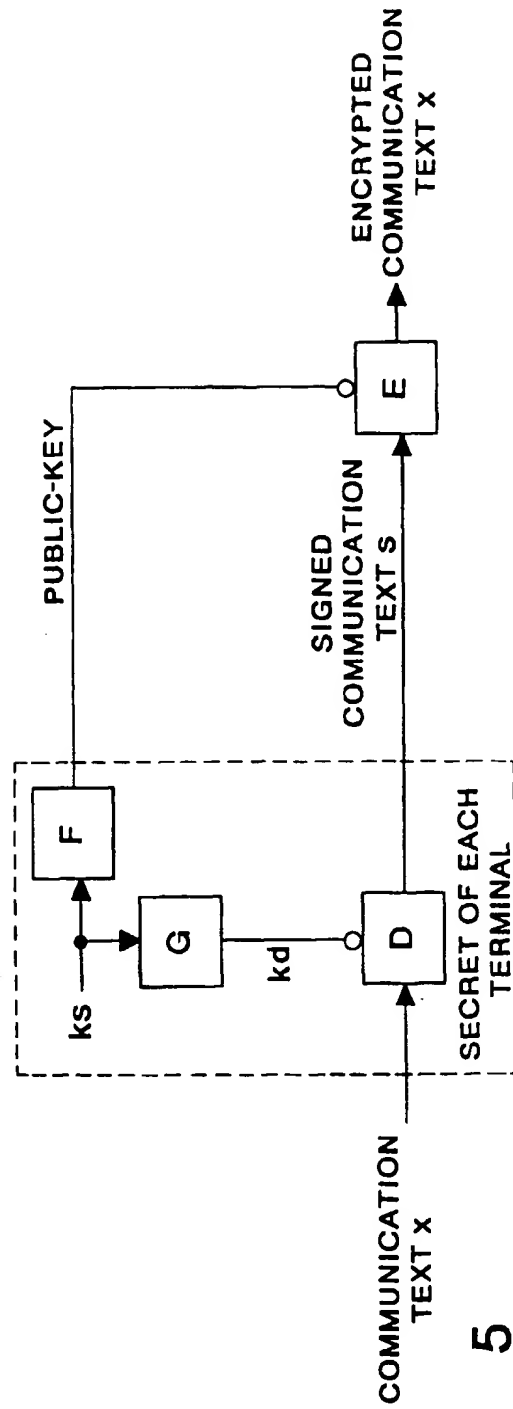 PUBLIC-KEY
ks
F
G
kd
D
E
COMMUNICATION
TEXT x
SECRET OF EACH
TERMINAL
SIGNED
COMMUNICATION
TEXT s
ENCRYPTED
COMMUNICATION
TEXT x
5